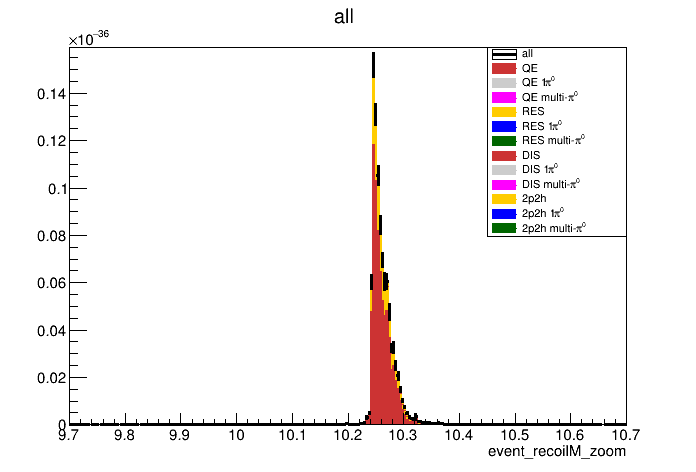 all
×10⁻³⁶
all
QE
QE 1π⁰
QE multi-π⁰
RES
RES 1π⁰
RES multi-π⁰
DIS
DIS 1π⁰
DIS multi-π⁰
2p2h
2p2h 1π⁰
2p2h multi-π⁰
0.14
0.12
0.1
0.08
0.06
0.04
0.02
0
9.7 9.8 9.9 10 10.1 10.2 10.3 10.4 10.5 10.6 10.7
event_recoilM_zoom